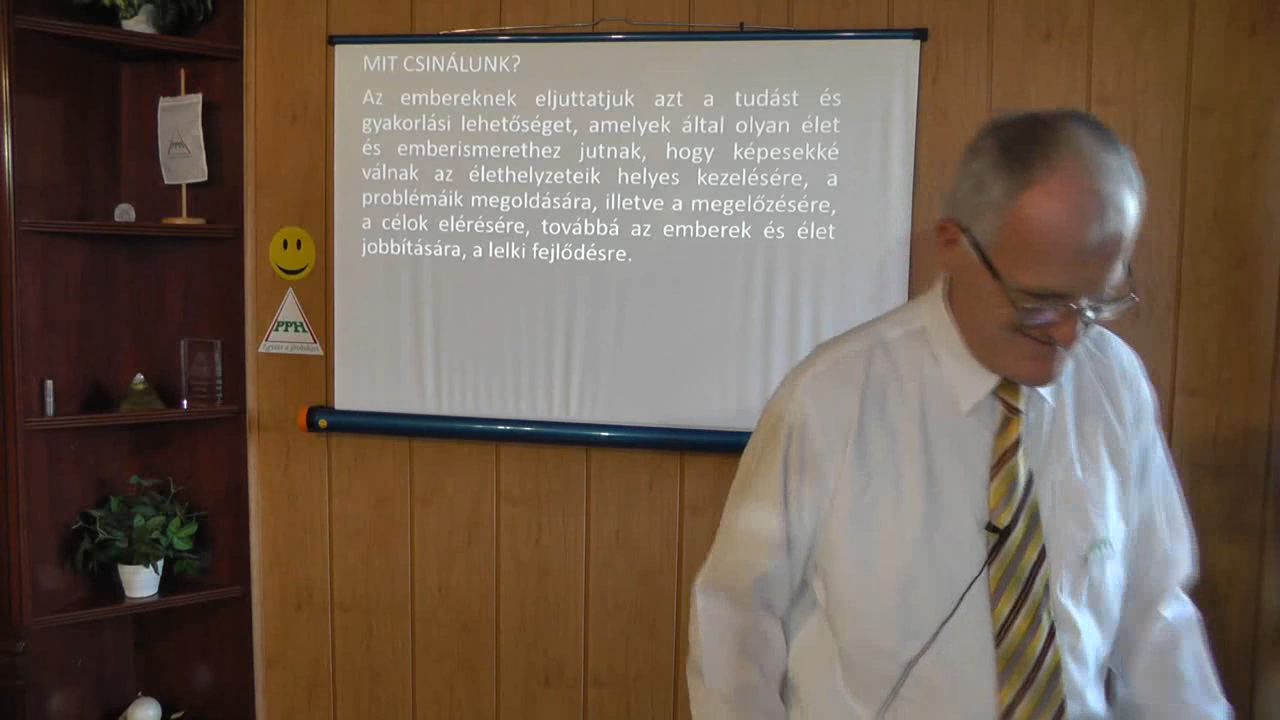 MIT CSINÁLUNK?
Az embereknek eljuttatjuk azt a tudást és
gyakorlási lehetőséget, amelyek által olyan élet
és emberismerethez jutnak, hogy képesekké
válnak az élethelyzeteik helyes kezelésére, a
problémáik megoldására, illetve a megelőzésére,
a célok elérésére, továbbá az emberek és élet
jobbítására, a lelki fejlődésre.
PPH